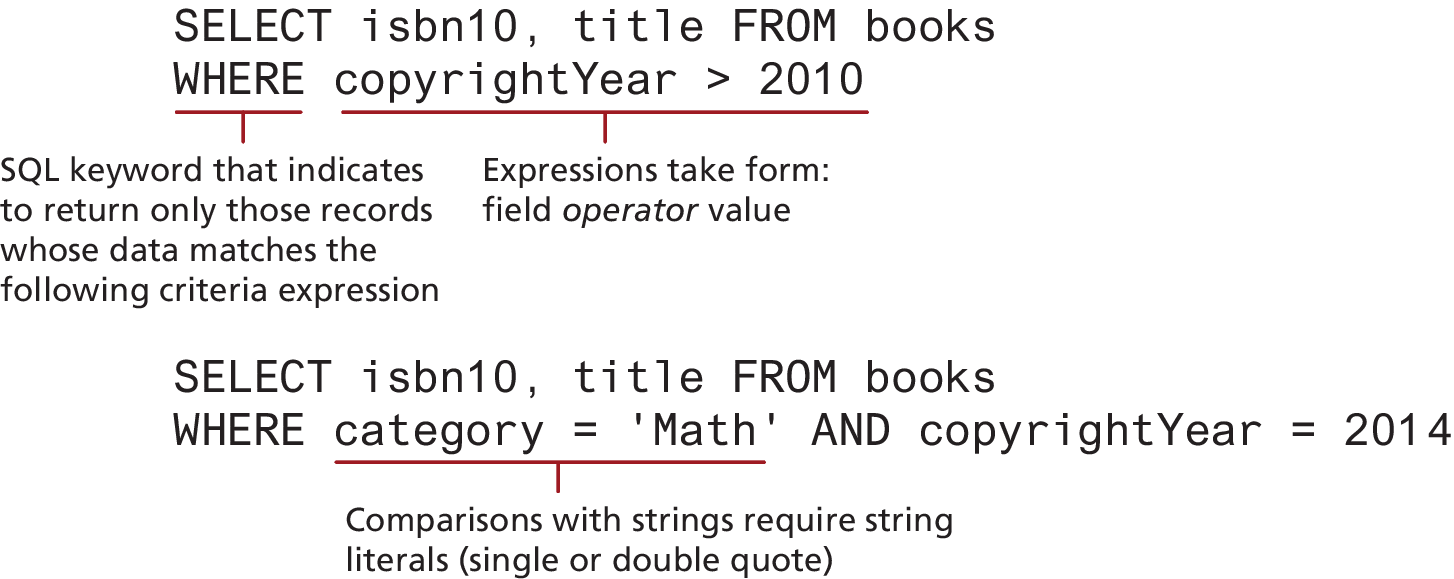 SELECT isbn10, title FROM books
WHERE copyrightYear > 2010
SQL keyword that indicates
to return only those records
whose data matches the
following criteria expression
Expressions take form:
field operator value
SELECT isbn10, title FROM books
WHERE category = 'Math' AND copyrightYear = 2014
Comparisons with strings require string
literals (single or double quote)